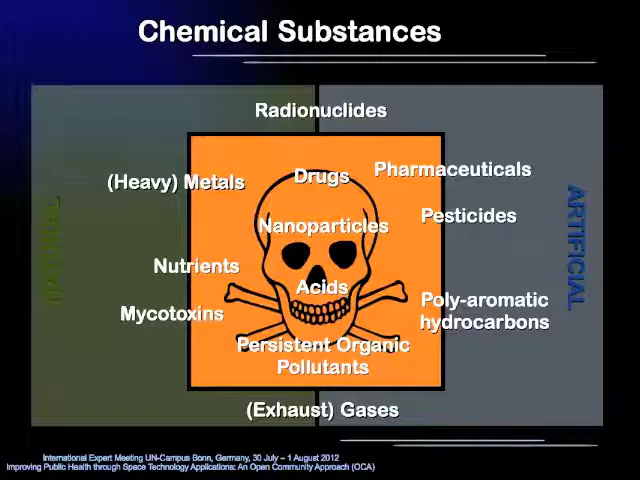 Chemical Substances
Radionuclides
(Heavy) Metals
Drugs
Pharmaceuticals
Nanoparticles
Pesticides
Nutrients
Acids
Mycotoxins
Poly-aromatic
hydrocarbons
Persistent Organic
Pollutants
(Exhaust) Gases
ARTIFICIAL
International Expert Meeting UN-Campus Bonn, Germany, 30 July – 1 August 2012
Improving Public Health through Space Technology Applications: An Open Community Approach (OCA)